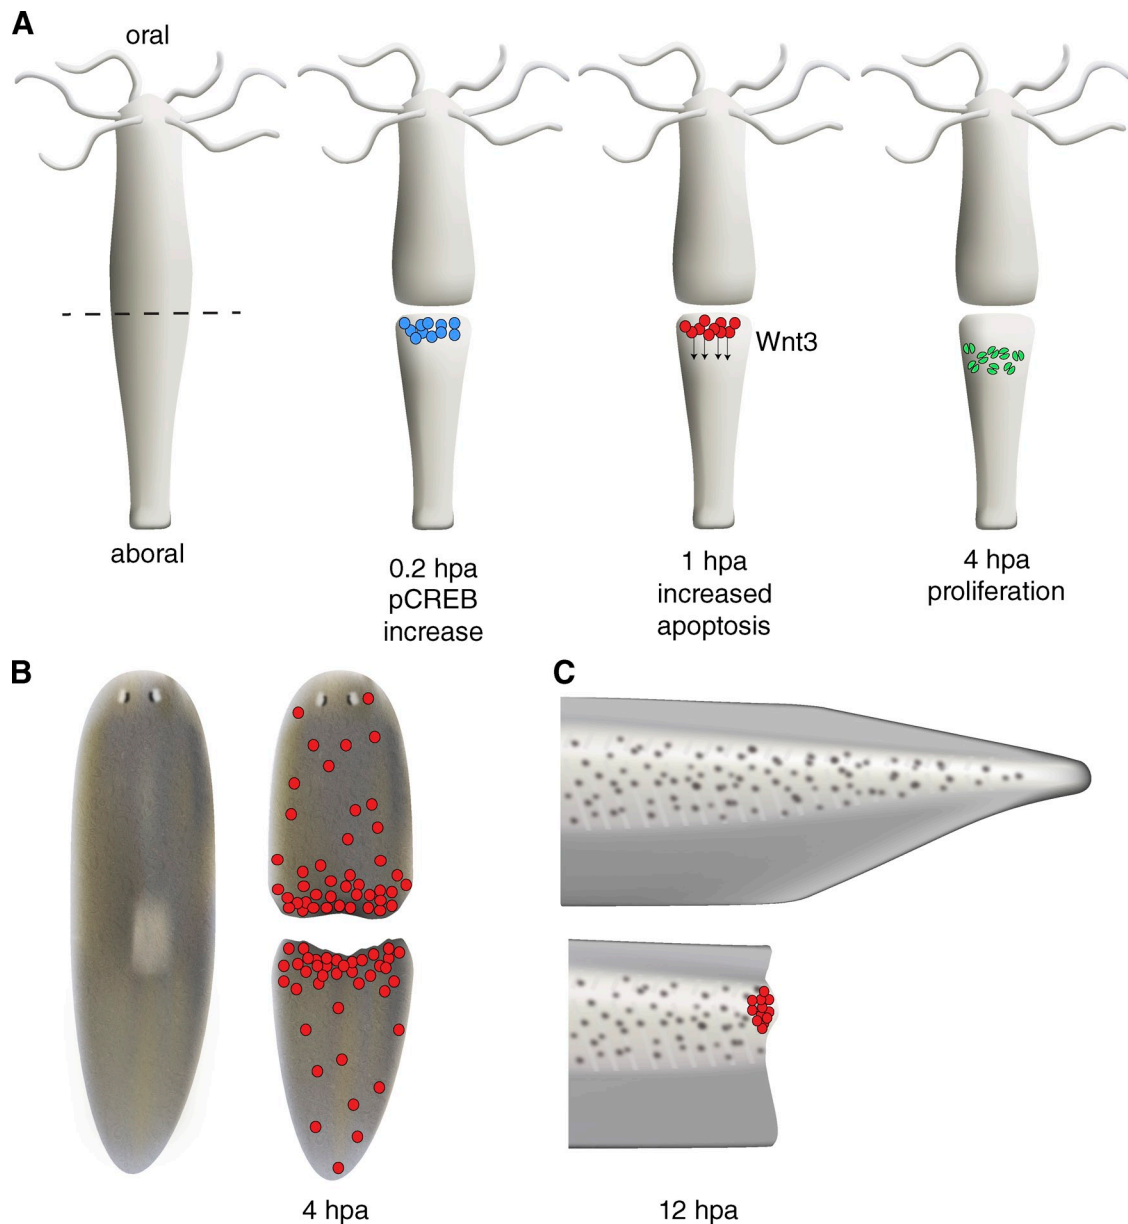 A
oral
Wnt3
aboral
0.2 hpa
pCREB
increase
1 hpa
increased
apoptosis
4 hpa
proliferation
B
C
4 hpa
12 hpa